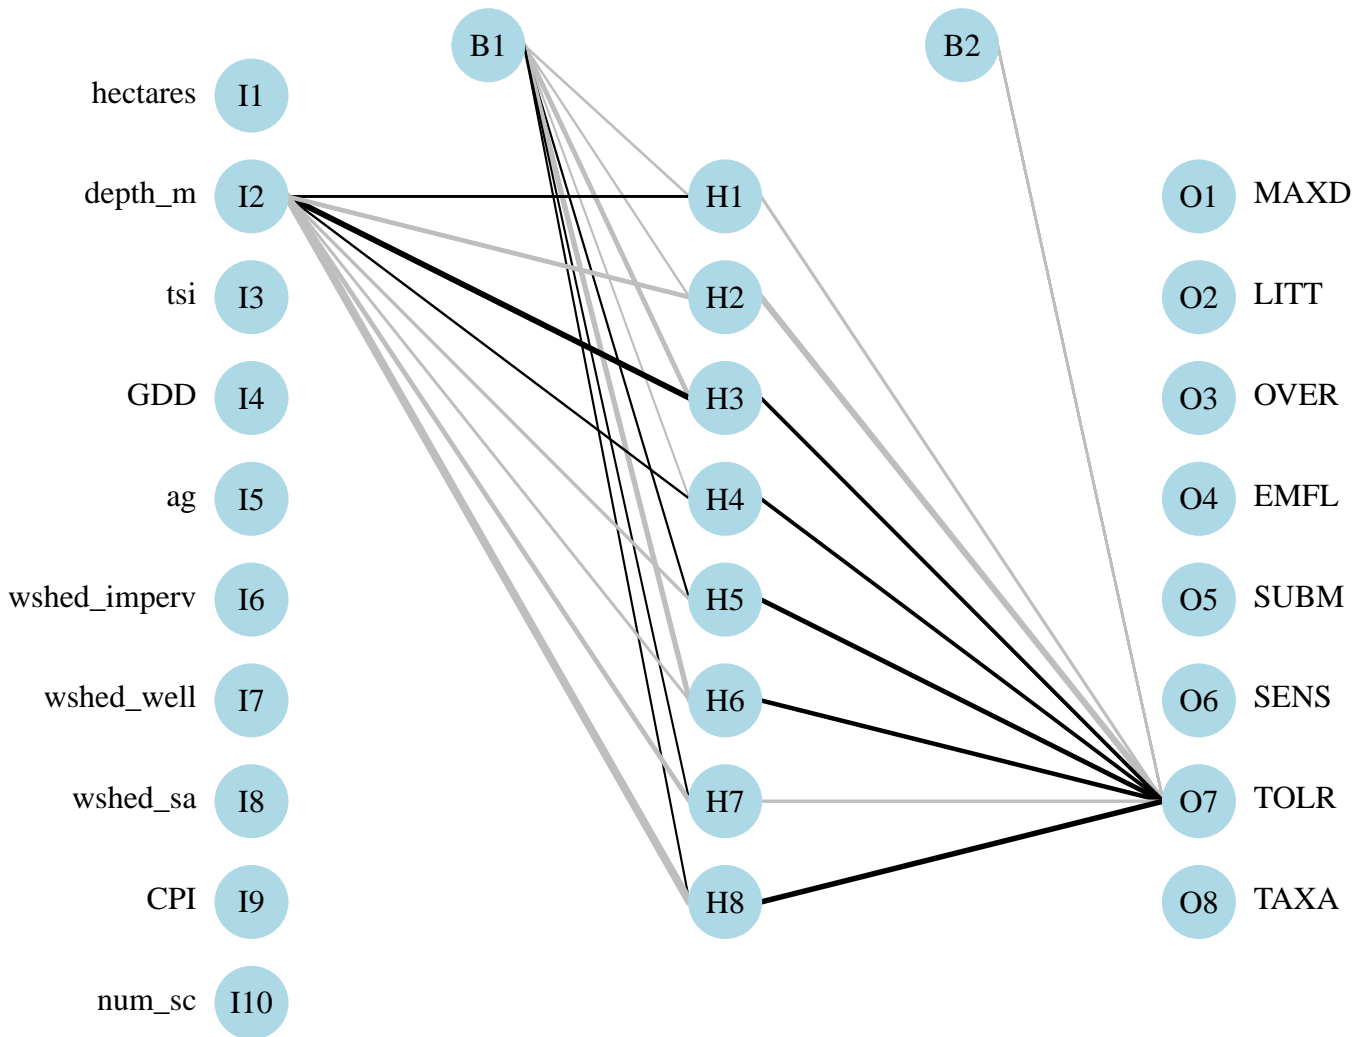 B1 B2
hectares I1
depth_m I2 H1 O1 MAXD
tsi I3 H2 O2 LITT
GDD I4 H3 O3 OVER
ag I5 H4 O4 EMFL
wshed_imperv I6 H5 O5 SUBM
wshed_well I7 H6 O6 SENS
wshed_sa I8 H7 O7 TOLR
CPI I9 H8 O8 TAXA
num_sc I10